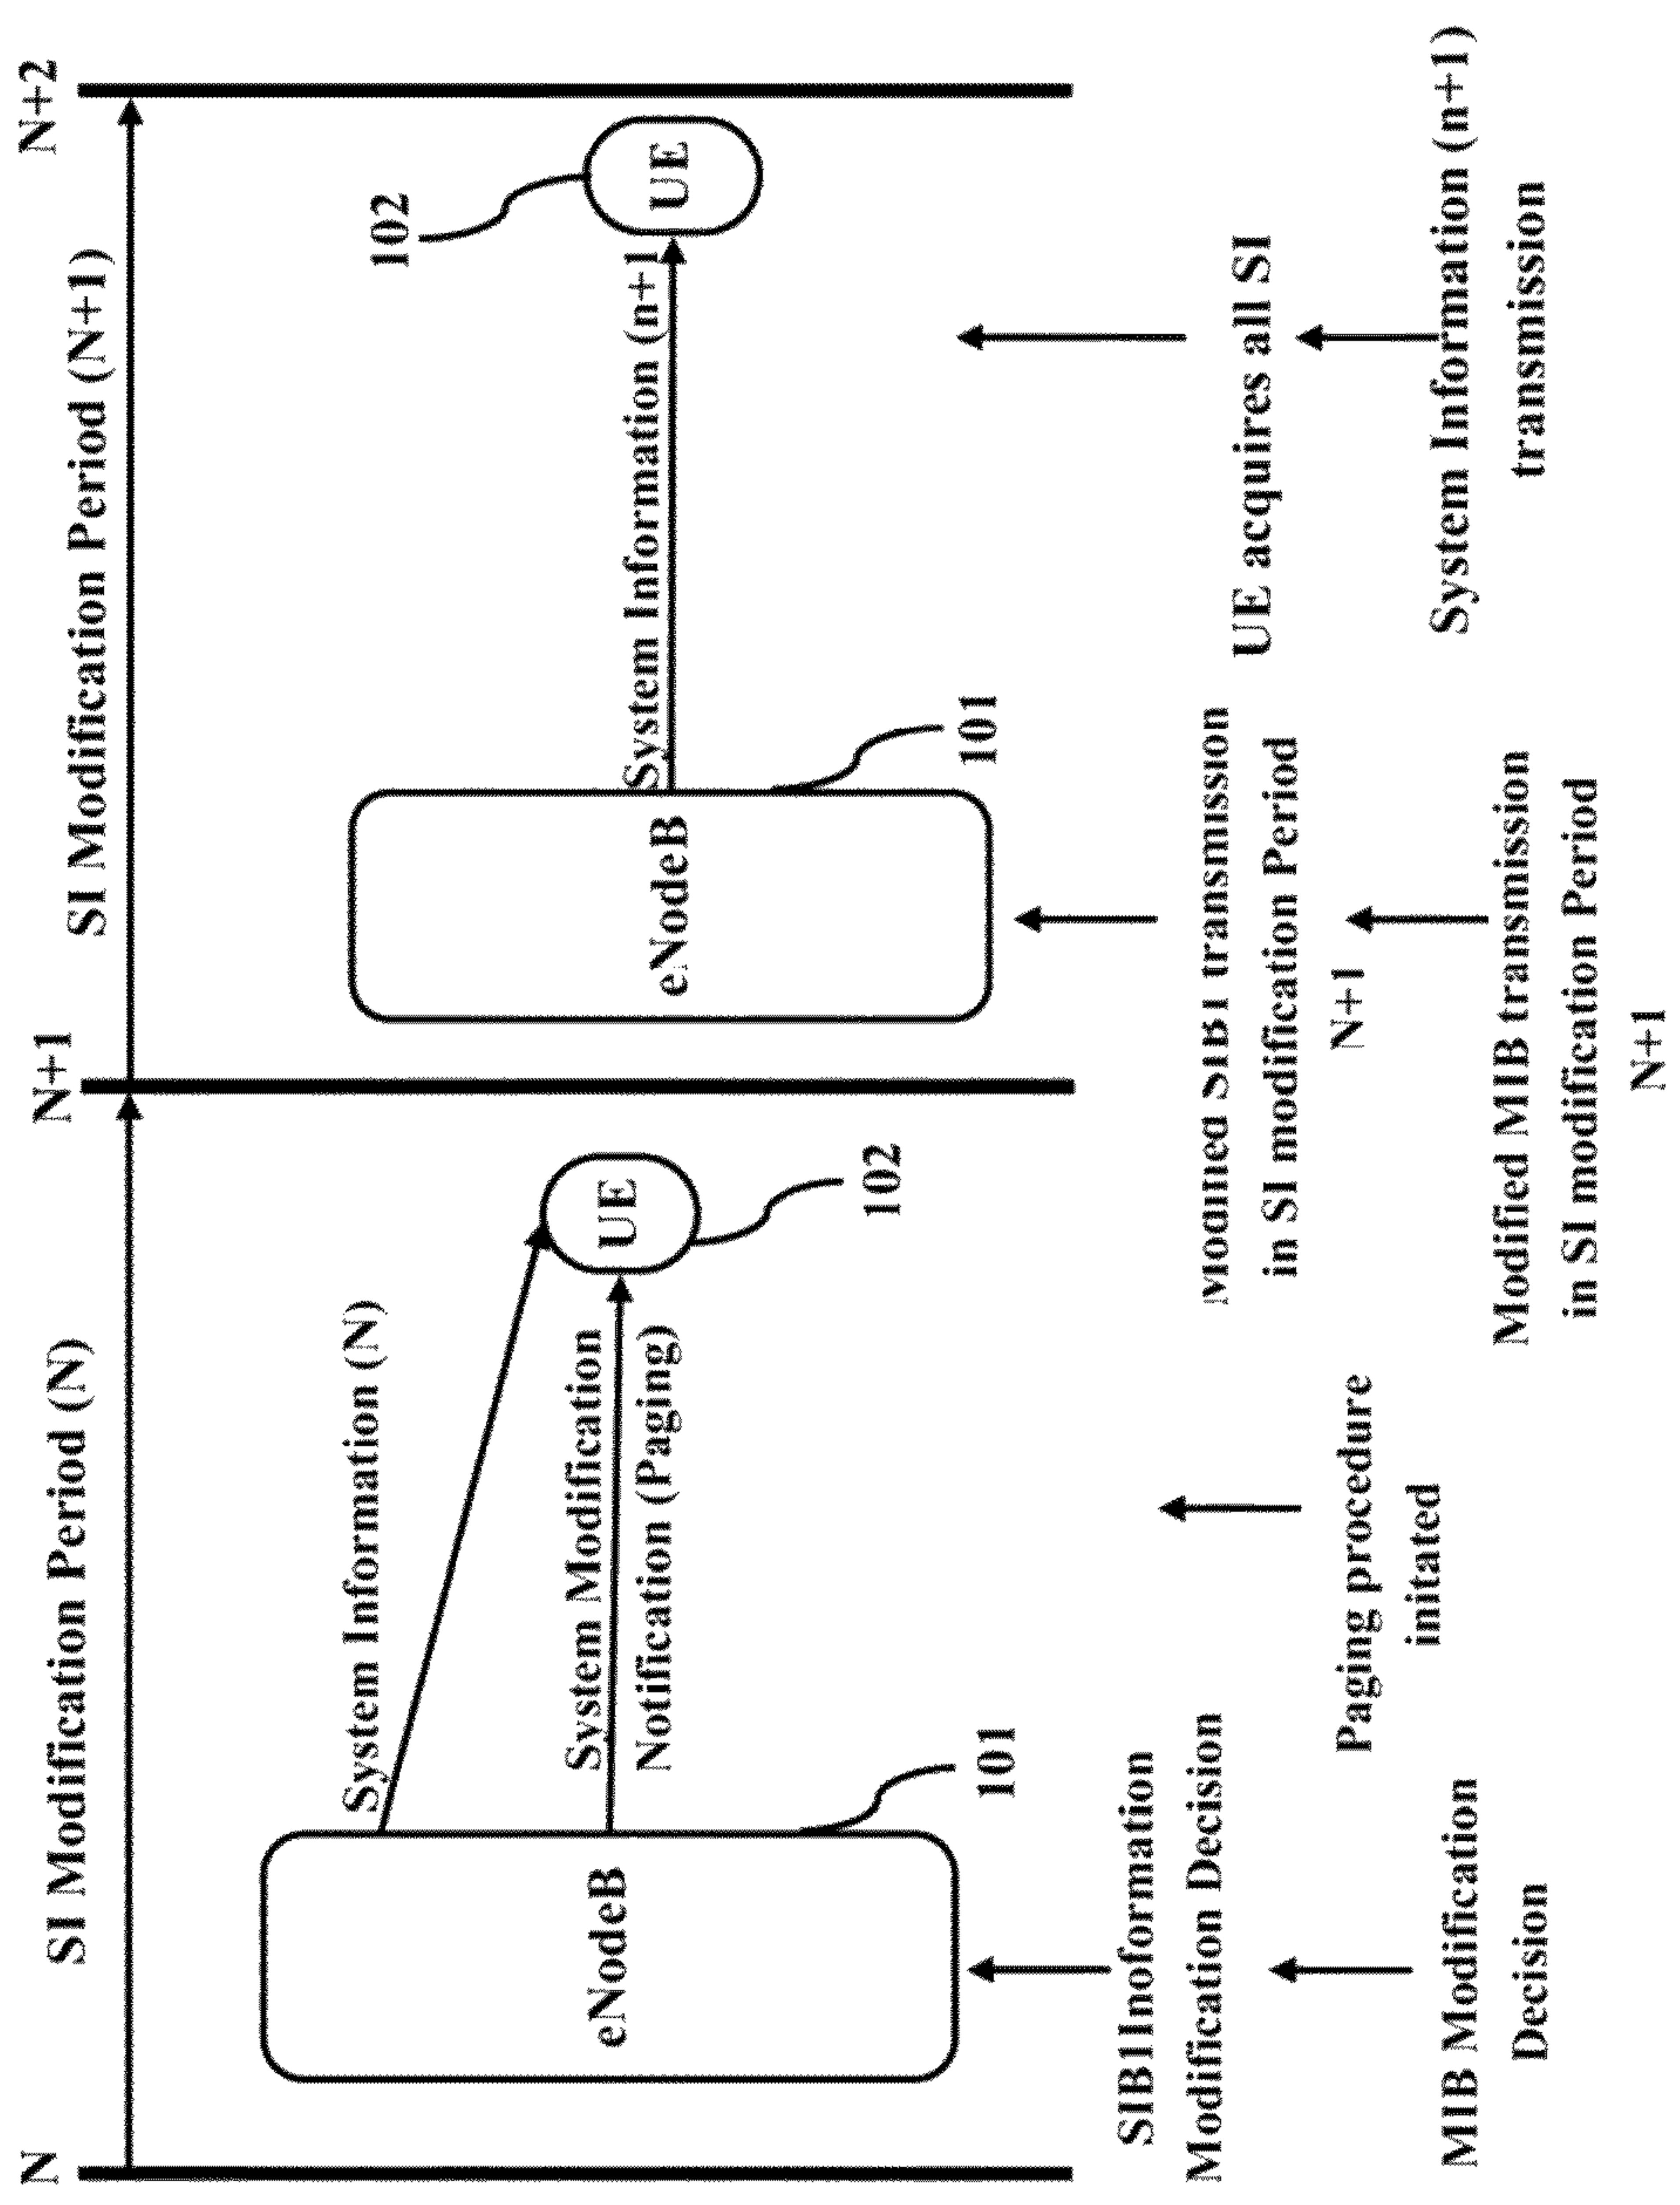 N
N+1
N+2
SI Modification Period (N)
SI Modification Period (N+1)
System Information (N)
System Modification
Notification (Paging)
eNodeB
UE
101
102
System Information (n+1
eNodeB
UE
101
102
SIB1Inoformation
Modification Decision
MIB Modification
Decision
Paging procedure
initated
Modified SIB1 transmission
in SI modification Period
N+1
Modified MIB transmission
in SI modification Period
N+1
UE acquires all SI
System Information (n+1)
transmission